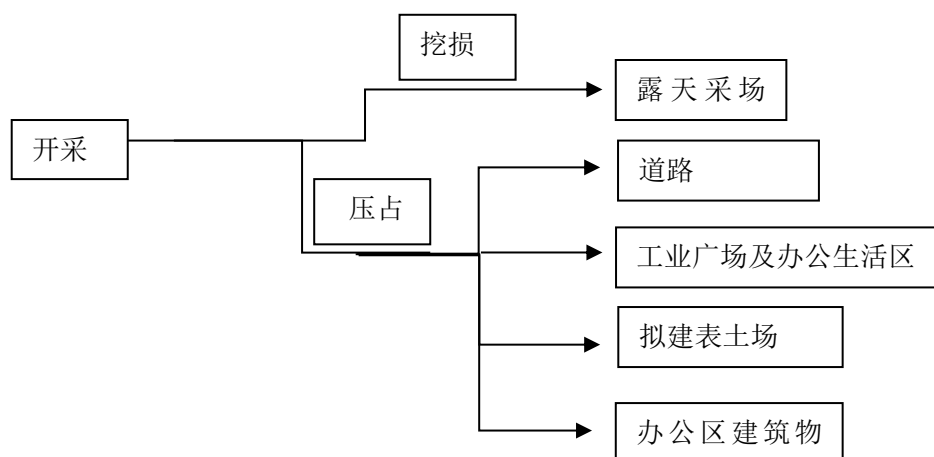 挖损
露天采场
开采
道路
压占
工业广场及办公生活区
拟建表土场
办公区建筑物